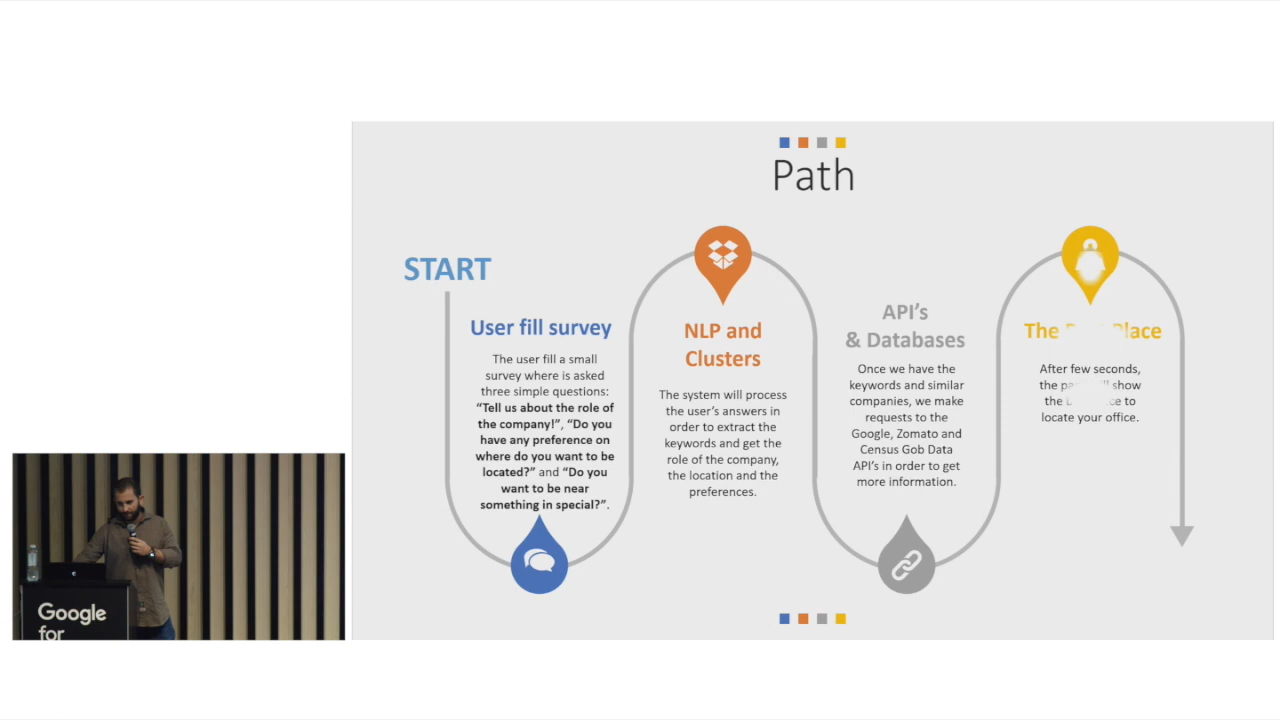 Path
START
User fill survey
The user fill a small
survey where is asked
three simple questions:
“Tell us about the role of
the company!”, “Do you
have any preference on
where do you want to be
located?” and “Do you
want to be near
something in special?”.
NLP and
Clusters
The system will process
the user’s answers in
order to extract the
keywords and get the
role of the company,
the location and the
preferences.
API’s
& Databases
Once we have the
keywords and similar
companies, we make
requests to the
Google, Zomato and
Census Gob Data
API’s in order to get
more information.
The Place
After few seconds,
the show
the to
locate your office.
Google
for